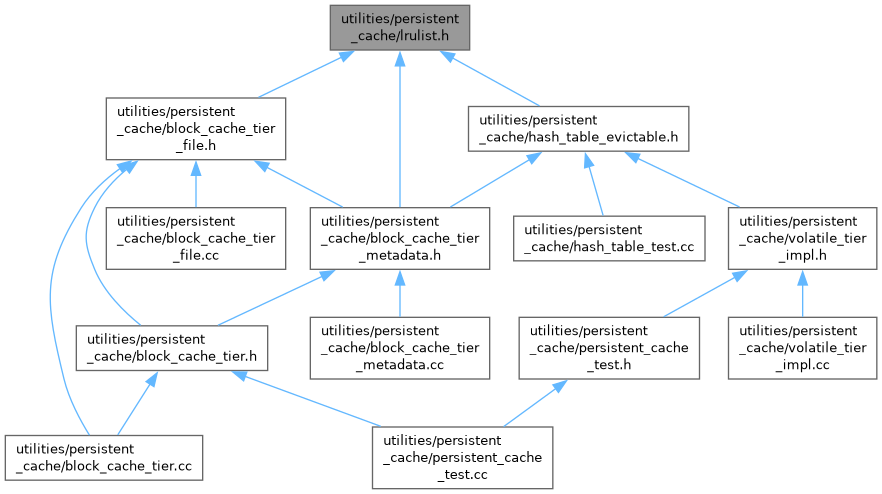 utilities/persistent
_cache/lrulist.h
utilities/persistent
_cache/block_cache_tier
_file.h
utilities/persistent
_cache/hash_table_evictable.h
utilities/persistent
_cache/block_cache_tier
_file.cc
utilities/persistent
_cache/block_cache_tier
_metadata.h
utilities/persistent
_cache/hash_table_test.cc
utilities/persistent
_cache/volatile_tier
_impl.h
utilities/persistent
_cache/block_cache_tier.h
utilities/persistent
_cache/block_cache_tier
_metadata.cc
utilities/persistent
_cache/persistent_cache
_test.h
utilities/persistent
_cache/volatile_tier
_impl.cc
utilities/persistent
_cache/block_cache_tier.cc
utilities/persistent
_cache/persistent_cache
_test.cc